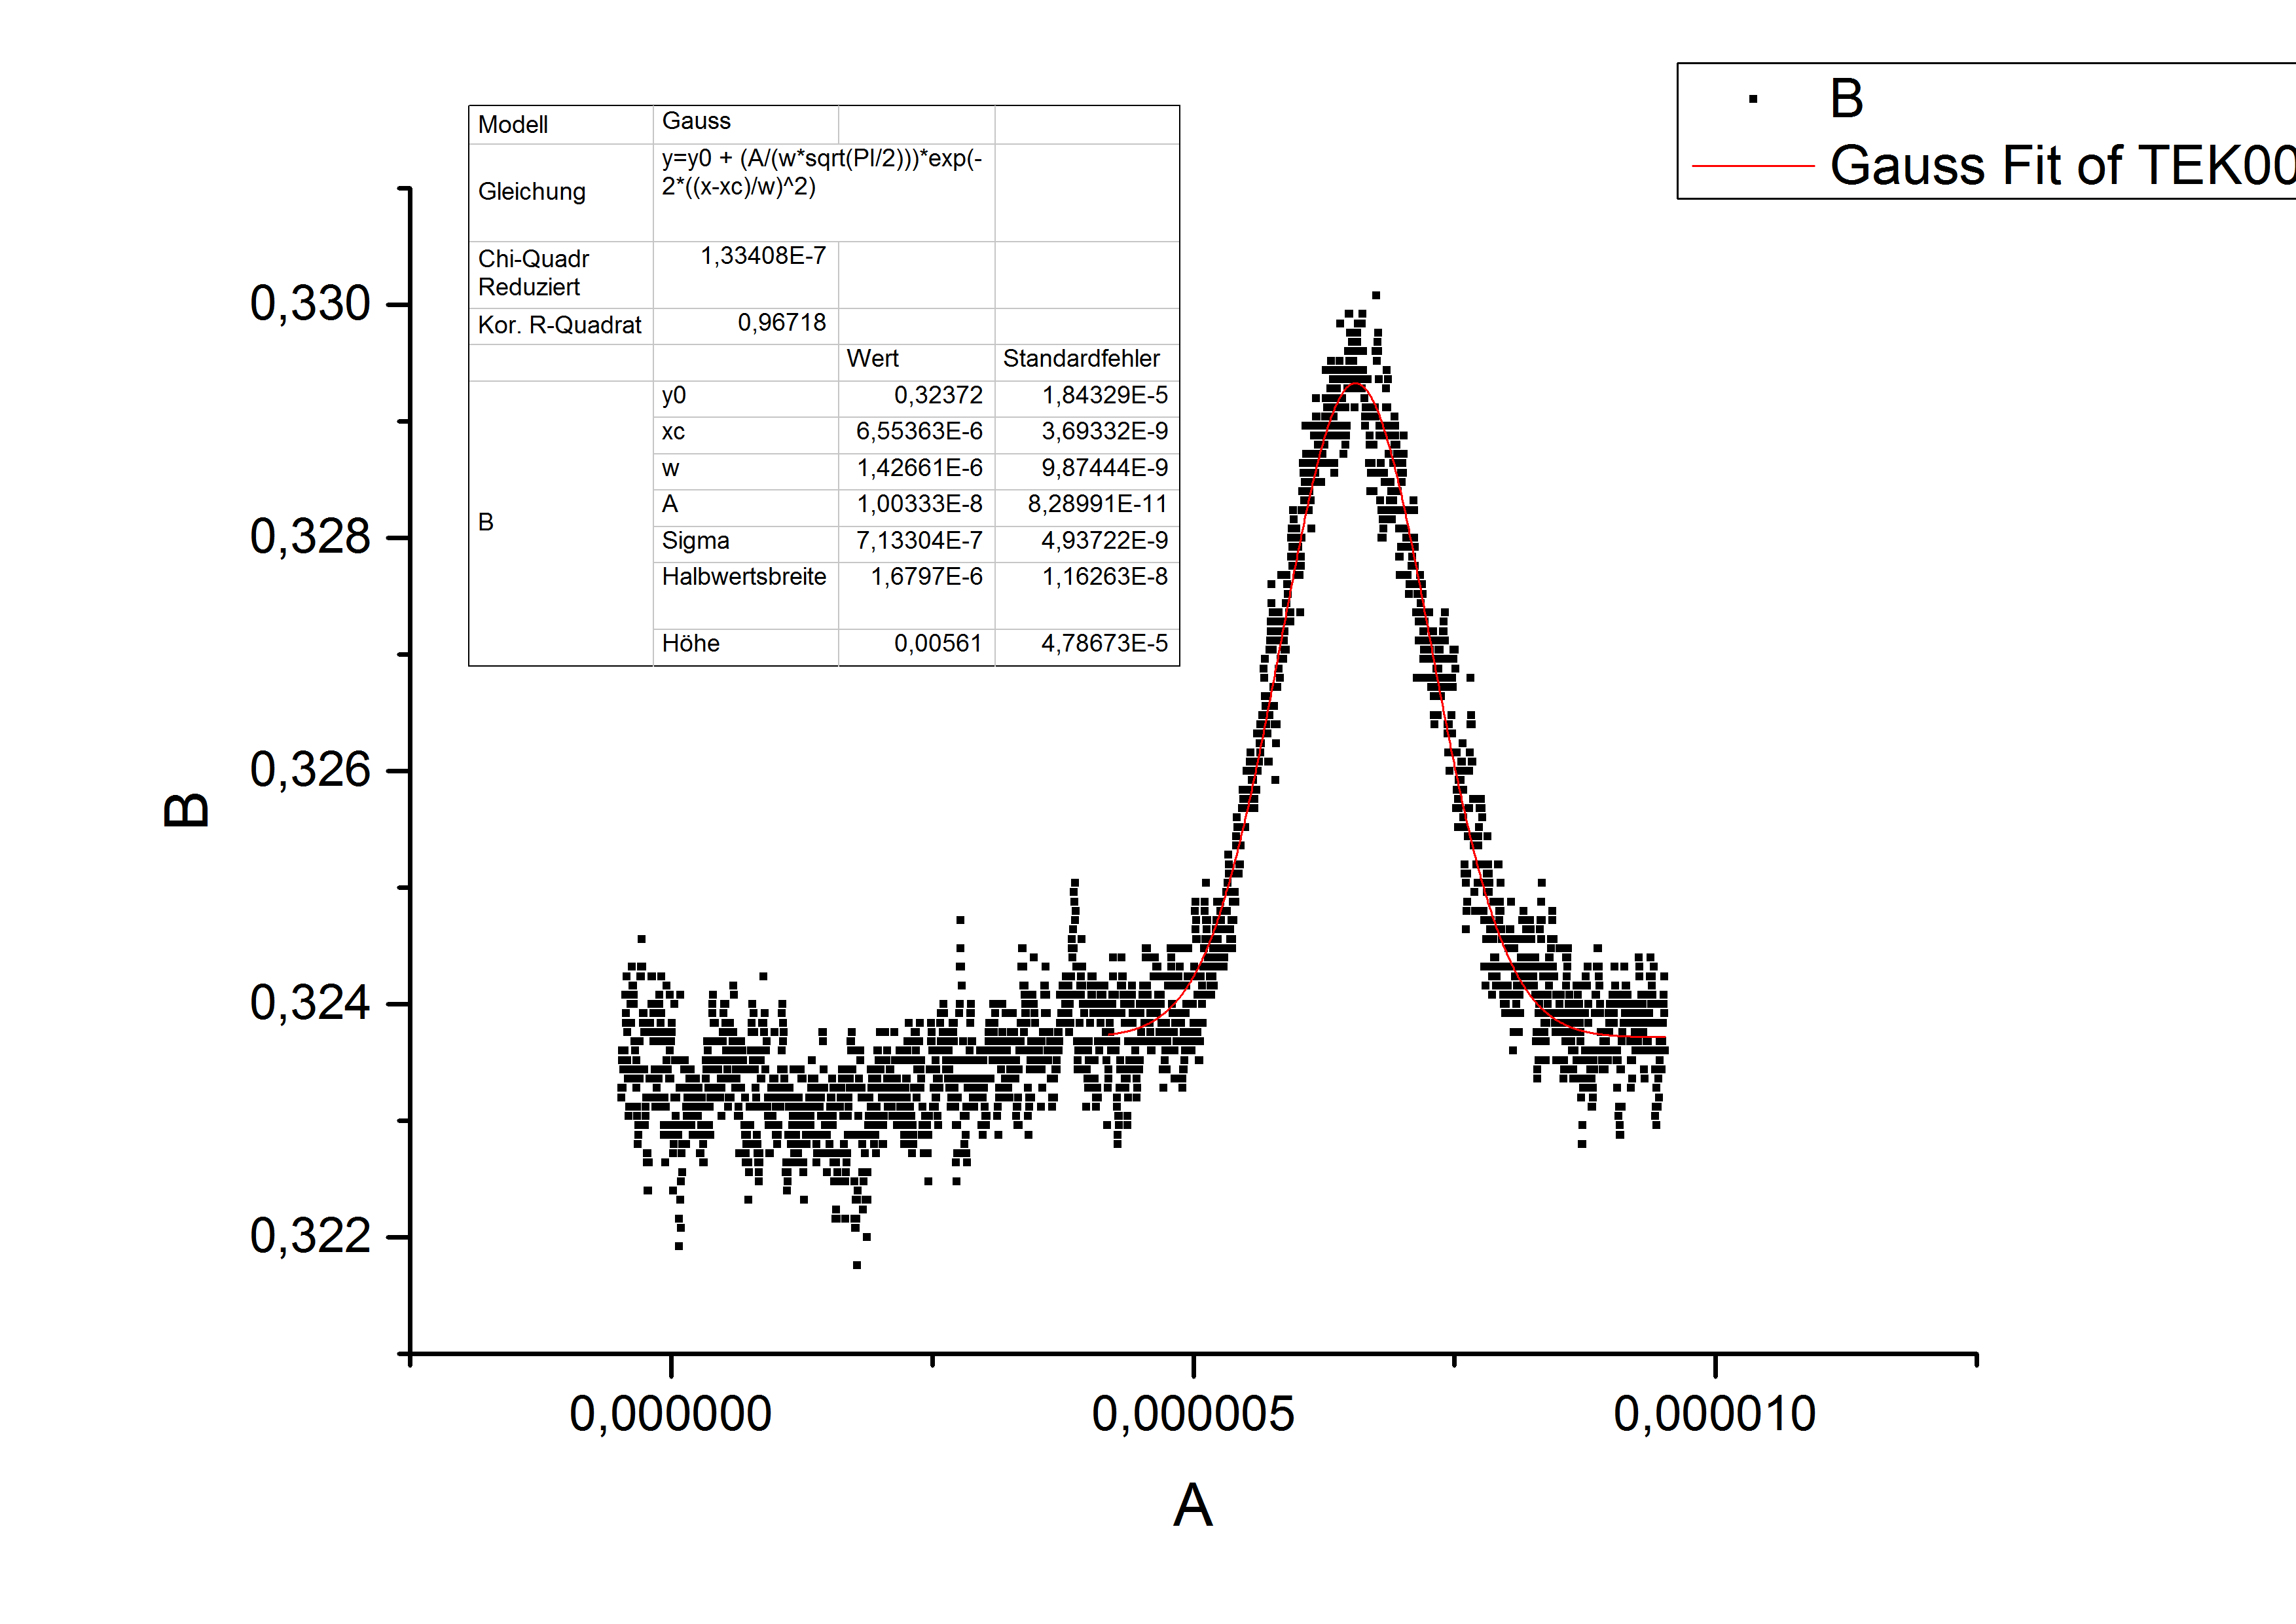 B
Gauss Fit of TEK00
Modell Gauss
Gleichung y=y0 + (A/(w*sqrt(PI/2)))*exp(-
2*((x-xc)/w)^2)
Chi-Quadr
Reduziert 1,33408E-7
Kor. R-Quadrat 0,96718
Wert Standardfehler
B
y0 0,32372 1,84329E-5
xc 6,55363E-6 3,69332E-9
w 1,42661E-6 9,87444E-9
A 1,00333E-8 8,28991E-11
Sigma 7,13304E-7 4,93722E-9
Halbwertsbreite 1,6797E-6 1,16263E-8
Höhe 0,00561 4,78673E-5
0,330
0,328
0,326
0,324
0,322
B
0,000000 0,000005 0,000010
A